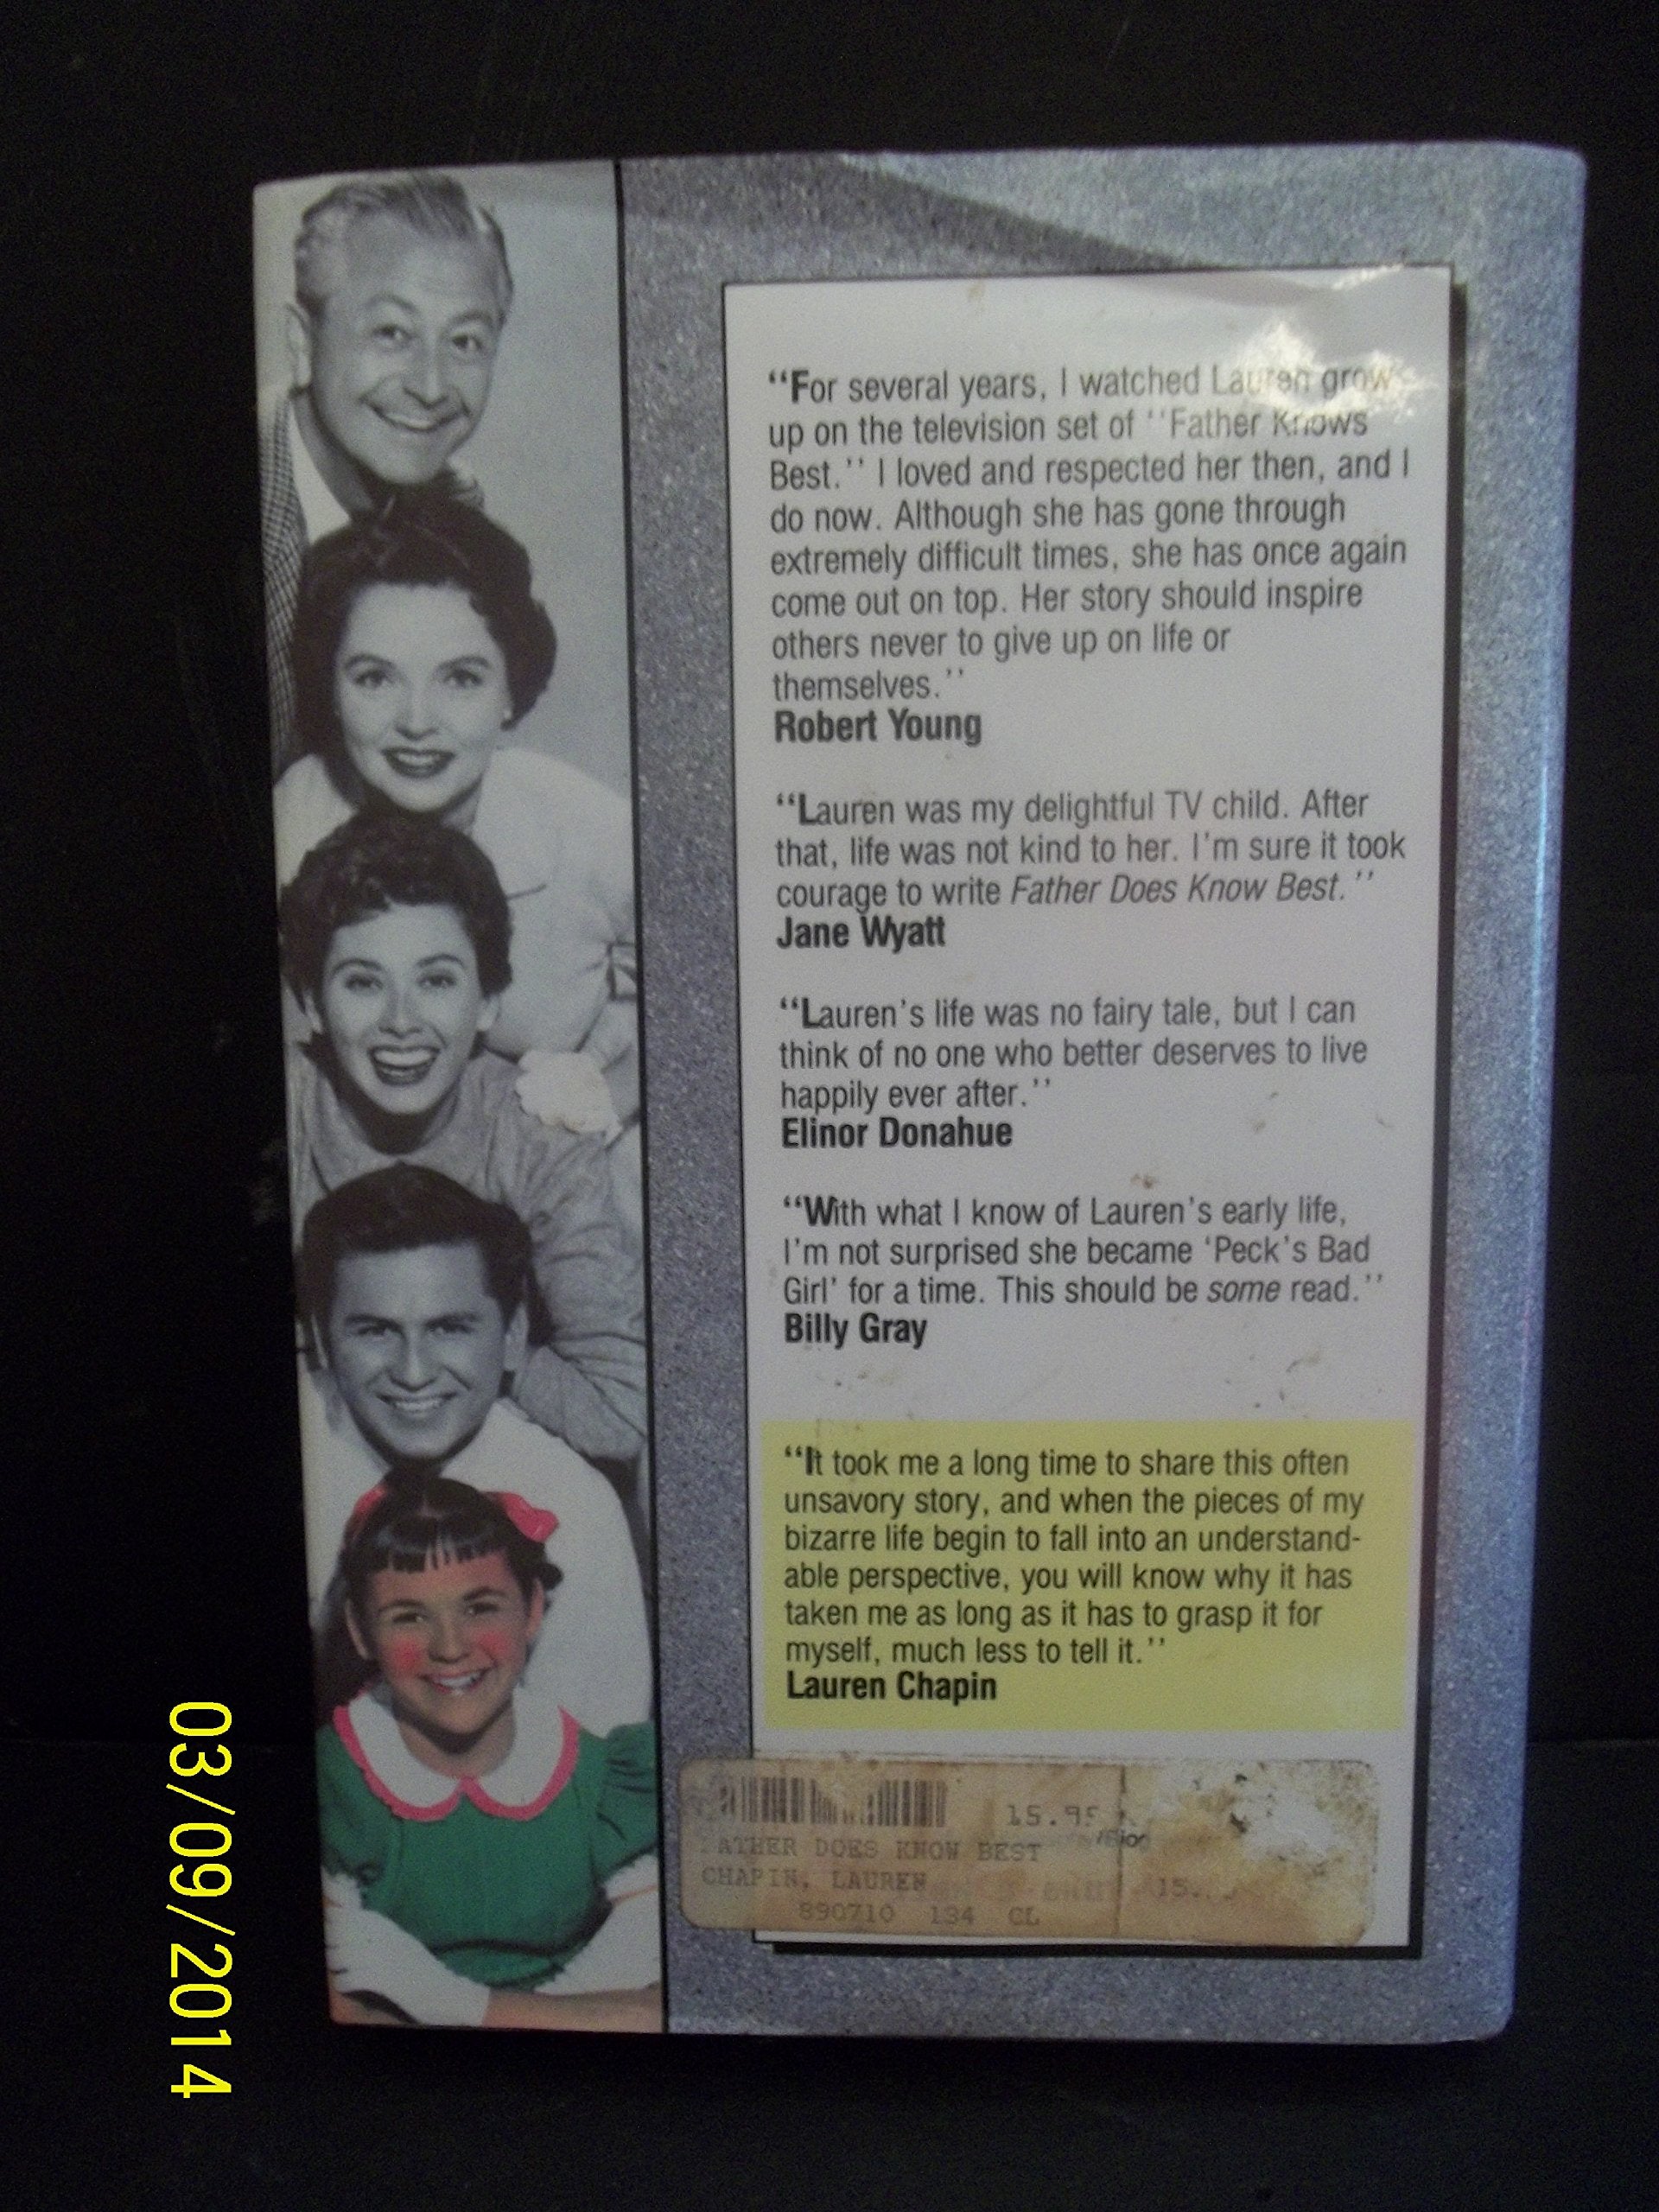 “For several years, I watched Lauren grow
up on the television set of ‘‘Father Knows
Best.’’ I loved and respected her then, and I
do now. Although she has gone through
extremely difficult times, she has once again
come out on top. Her story should inspire
others never to give up on life or
themselves.’’
Robert Young
‘‘Lauren was my delightful TV child. After
that, life was not kind to her. I’m sure it took
courage to write Father Does Know Best.’’
Jane Wyatt
‘‘Lauren’s life was no fairy tale, but I can
think of no one who better deserves to live
happily ever after.’’
Elinor Donahue
‘‘With what I know of Lauren’s early life,
I’m not surprised she became ‘Peck’s Bad
Girl’ for a time. This should be some read.’’
Billy Gray
‘‘It took me a long time to share this often
unsavory story, and when the pieces of my
bizarre life begin to fall into an understand-
able perspective, you will know why it has
taken me as long as it has to grasp it for
myself, much less to tell it.’’
Lauren Chapin
15.95
ATHER DOES KNOW BEST
CHAPIN, LAUREN
890710 134 CL
03/09/2014